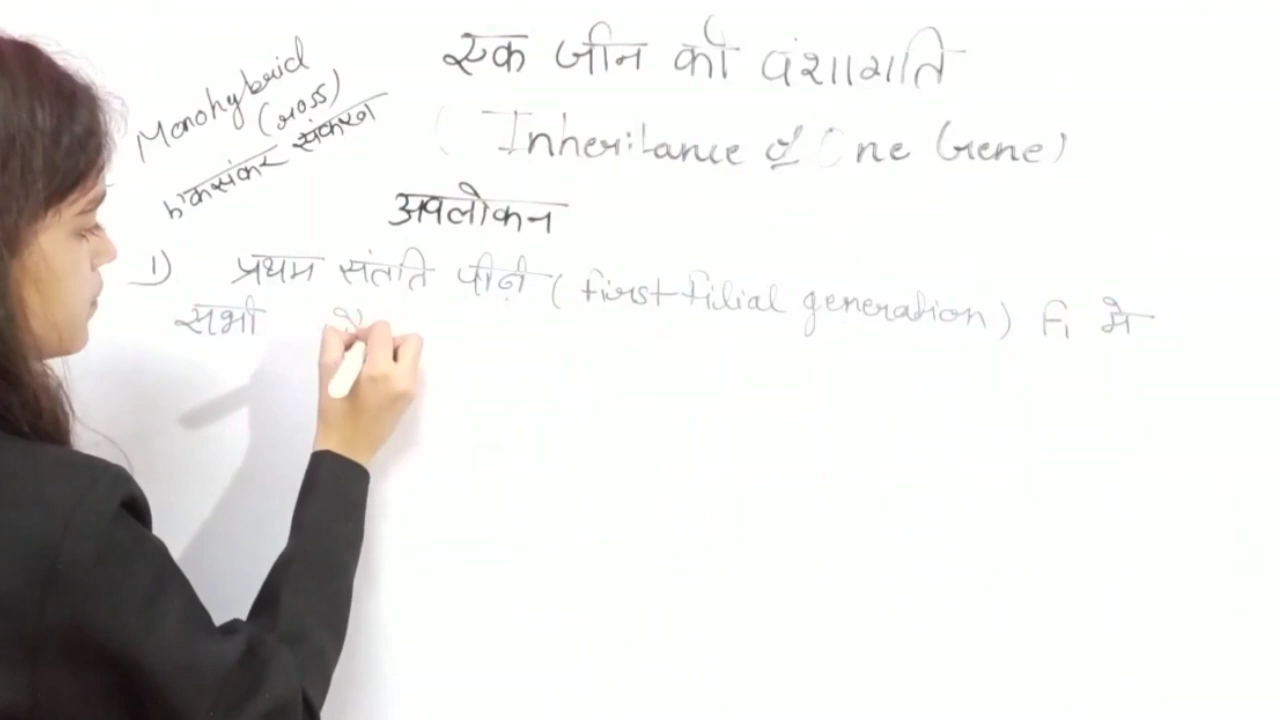 एक जीन की वंशागति
(Inheritance of One Gene)
Monohybrid
(cross)
एकसंकर संकरण
अवलोकन
1) प्रथम संतति पीढ़ी (first filial generation) F₁ मे
सभी